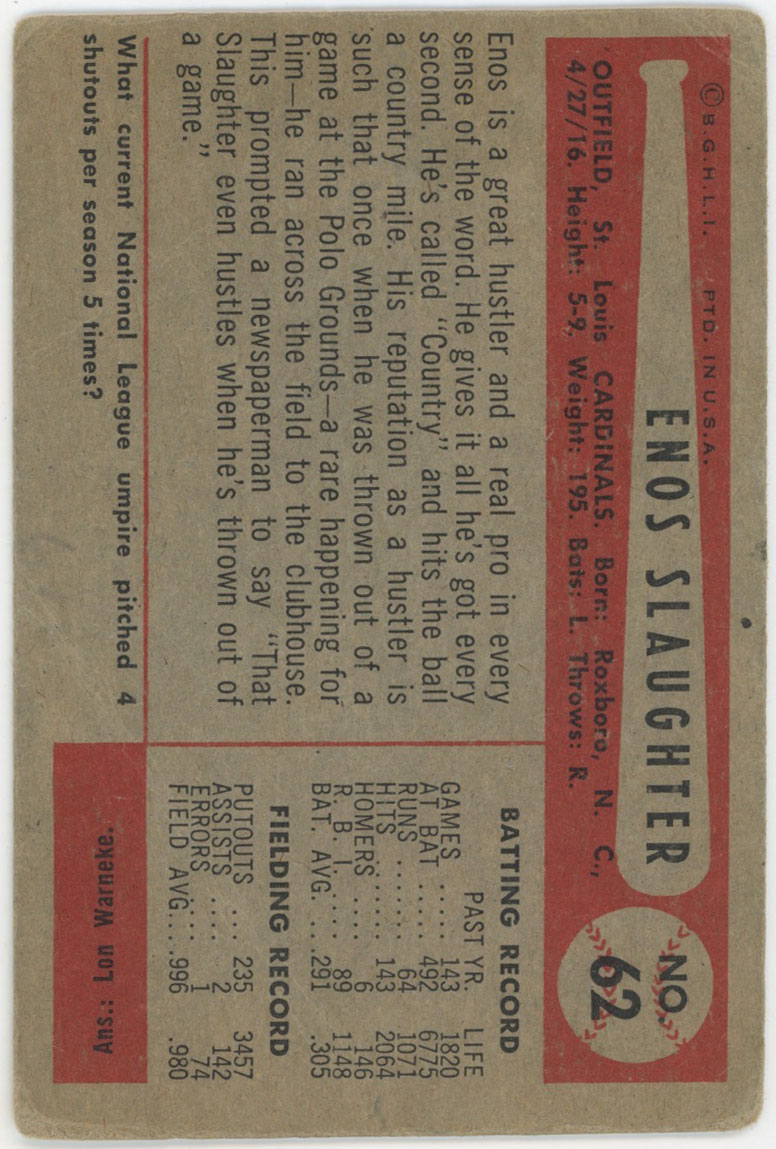 ©B.G.H.L.I. PTD. IN U.S.A.
ENOS SLAUGHTER
NO.
62
OUTFIELD, St. Louis CARDINALS. Born: Roxboro, N. C.,
4/27/16. Height: 5-9, Weight: 195. Bats: L. Throws: R.
Enos is a great hustler and a real pro in every
sense of the word. He gives it all he's got every
second. He's called "Country" and hits the ball
a country mile. His reputation as a hustler is
such that once when he was thrown out of a
game at the Polo Grounds—a rare happening for
him—he ran across the field to the clubhouse.
This prompted a newspaperman to say "That
Slaughter even hustles when he's thrown out of
a game."
BATTING RECORD
PAST YR. LIFE
GAMES ..... 143 1820
AT BAT ..... 492 6775
RUNS ....... 64 1071
HITS ....... 143 2064
HOMERS .... 6 146
R. B. I. .... 89 1148
BAT. AVG. ... .291 .305
FIELDING RECORD
PUTOUTS .... 235 3457
ASSISTS .... 2 142
ERRORS .... 1 74
FIELD AVG... .996 .980
What current National League umpire pitched 4
shutouts per season 5 times?
Ans.: Lon Warneke.